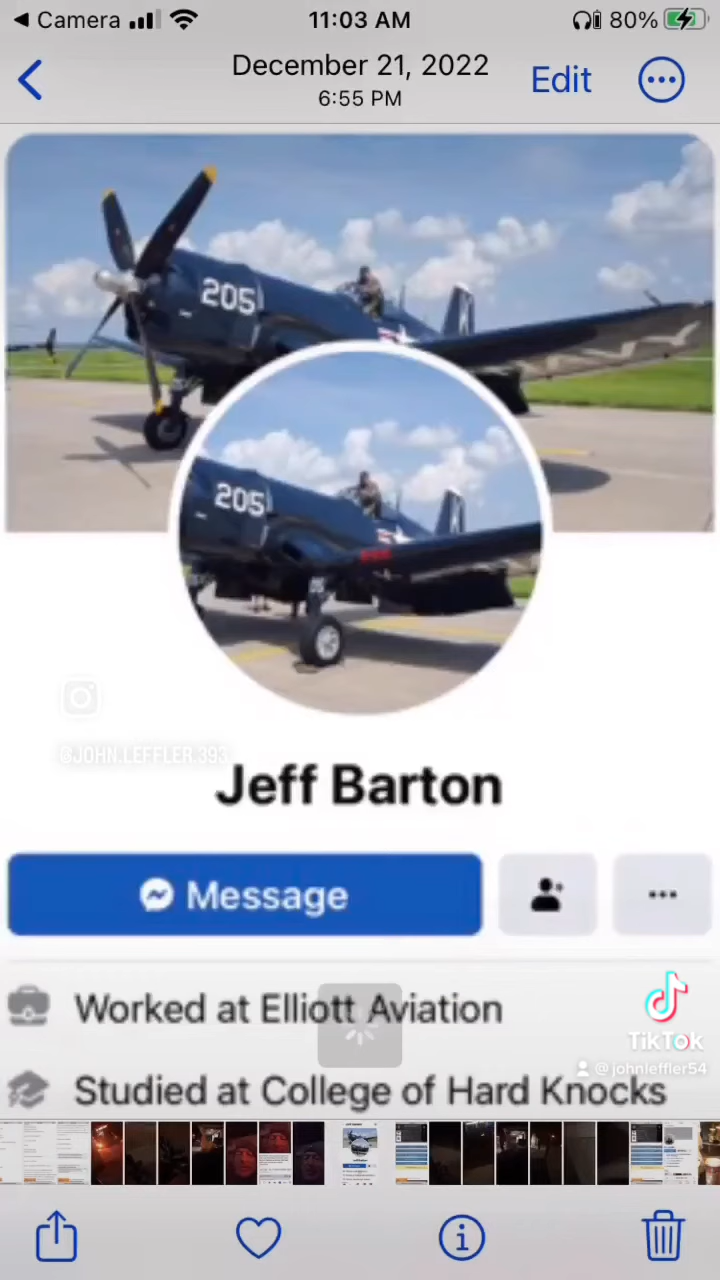 Camera
11:03 AM
80%
December 21, 2022
6:55 PM
Edit
205
205
@JOHN.LEFFLER.393
Jeff Barton
Message
Worked at Elliott Aviation
Studied at College of Hard Knocks
TikTok
@johnleffler54